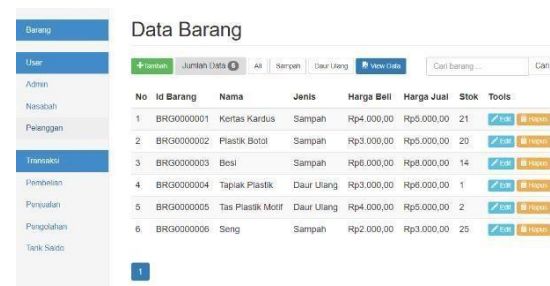 Barang
User
Admin
Nasabah
Pelanggan
Transaksi
Pembelian
Penjualan
Pengolahan
Tarik Saldo
Data Barang
Tambah Jumlah Data 6 All Sampah Daur Ulang View Data Cari barang ... Cari
No Id Barang Nama Jenis Harga Beli Harga Jual Stok Tools
1 BRG0000001 Kertas Kardus Sampah Rp4.000,00 Rp5.000,00 21 Edit Hapus
2 BRG0000002 Plastik Botol Sampah Rp3.000,00 Rp5.000,00 20 Edit Hapus
3 BRG0000003 Besi Sampah Rp6.000,00 Rp8.000,00 14 Edit Hapus
4 BRG0000004 Taplak Plastik Daur Ulang Rp3.000,00 Rp6.000,00 1 Edit Hapus
5 BRG0000005 Tas Plastik Motif Daur Ulang Rp4.000,00 Rp5.000,00 2 Edit Hapus
6 BRG0000006 Seng Sampah Rp2.000,00 Rp3.000,00 25 Edit Hapus
1